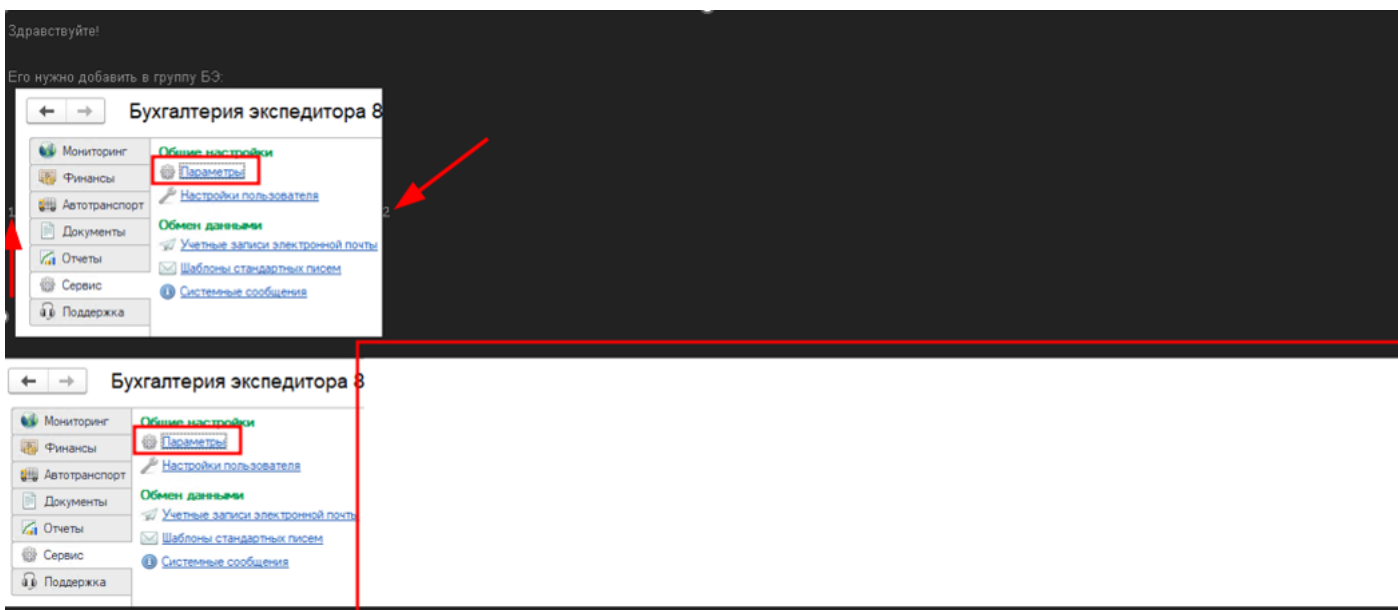 Здравствуйте!
Его нужно добавить в группу БЭ:
Бухгалтерия экспедитора 8
Мониторинг
Финансы
Автотранспорт
Документы
Отчеты
Сервис
Поддержка
Общие настройки
Параметры
Настройки пользователя
Обмен данными
Учетные записи электронной почты
Шаблоны стандартных писем
Системные сообщения
1
2
Бухгалтерия экспедитора 8
Мониторинг
Финансы
Автотранспорт
Документы
Отчеты
Сервис
Поддержка
Общие настройки
Параметры
Настройки пользователя
Обмен данными
Учетные записи электронной почты
Шаблоны стандартных писем
Системные сообщения